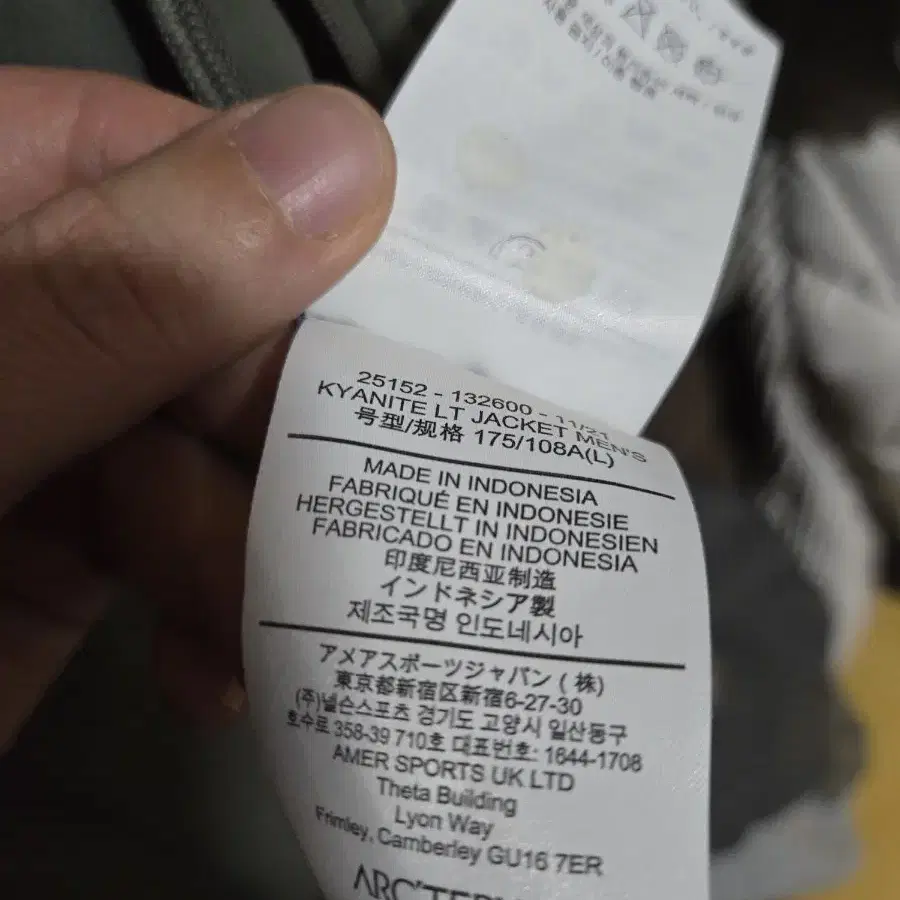 25152 - 132600 - 11/21
KYANITE LT JACKET MEN'S
号型/规格 175/108A(L)
MADE IN INDONESIA
FABRIQUÉ EN INDONESIE
HERGESTELLT IN INDONESIEN
FABRICADO EN INDONESIA
印度尼西亚制造
インドネシア製
제조국명 인도네시아
アメアスポーツジャパン (株)
東京都新宿区新宿6-27-30
(주)넬슨스포츠 경기도 고양시 일산동구
호수로 358-39 710호 대표번호: 1644-1708
AMER SPORTS UK LTD
Theta Building
Lyon Way
Frimley, Camberley GU16 7ER